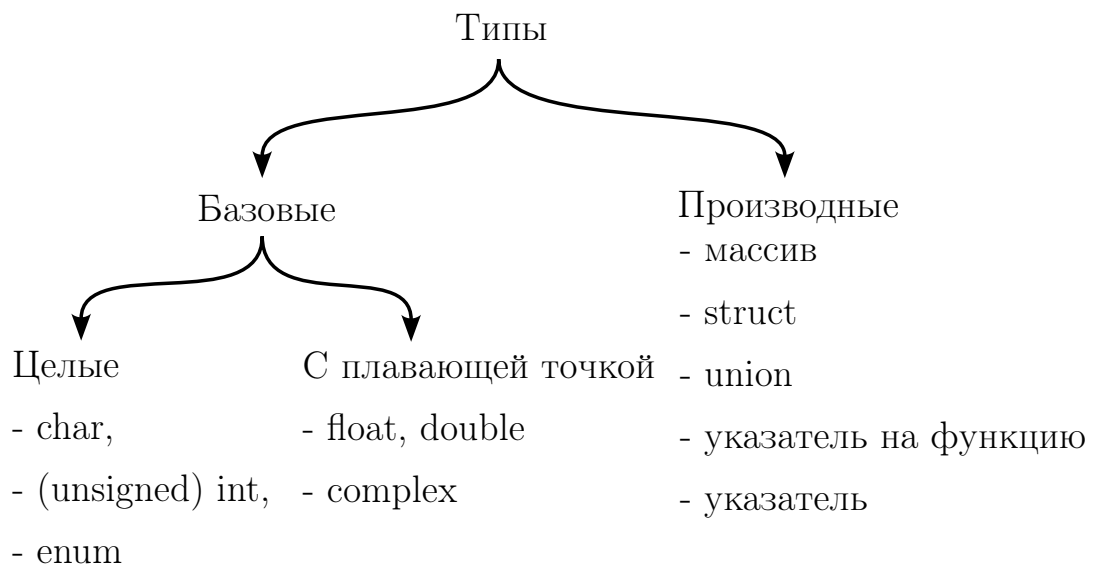 Типы
Базовые
Целые
- char,
- (unsigned) int,
- enum
С плавающей точкой
- float, double
- complex
Производные
- массив
- struct
- union
- указатель на функцию
- указатель